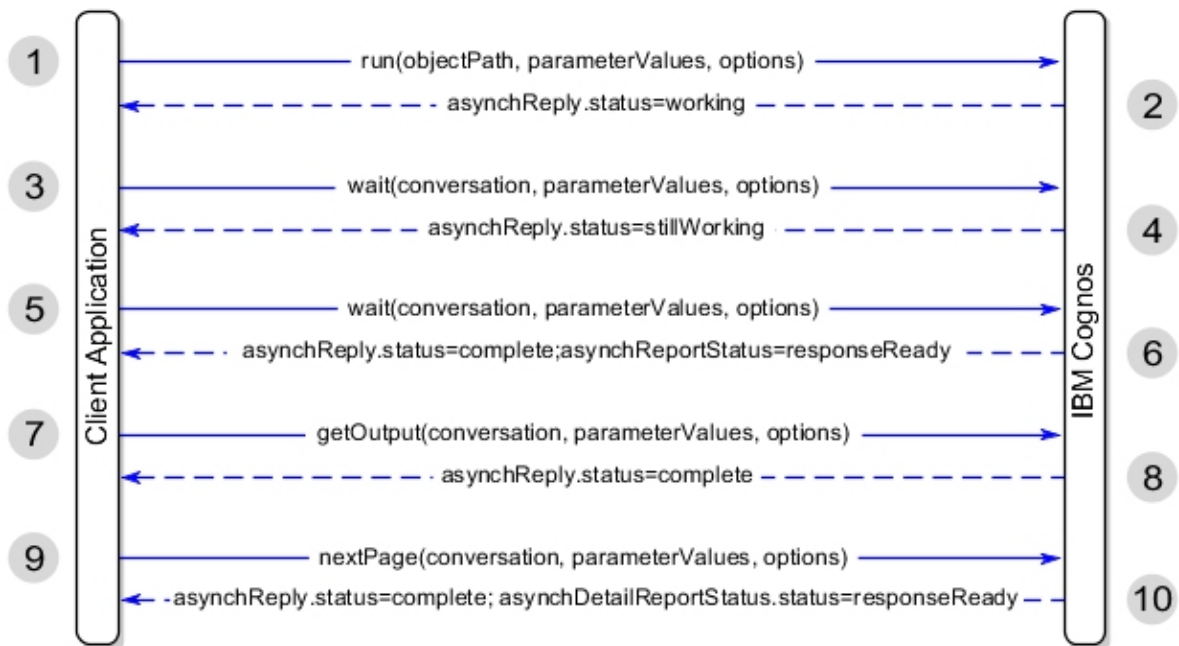 1
run(objectPath, parameterValues, options)
asynchReply.status=working
2
3
wait(conversation, parameterValues, options)
asynchReply.status=stillWorking
4
5
wait(conversation, parameterValues, options)
asynchReply.status=complete;asynchReportStatus=responseReady
6
7
getOutput(conversation, parameterValues, options)
asynchReply.status=complete
8
9
nextPage(conversation, parameterValues, options)
asynchReply.status=complete; asynchDetailReportStatus.status=responseReady
10
Client Application
IBM Cognos